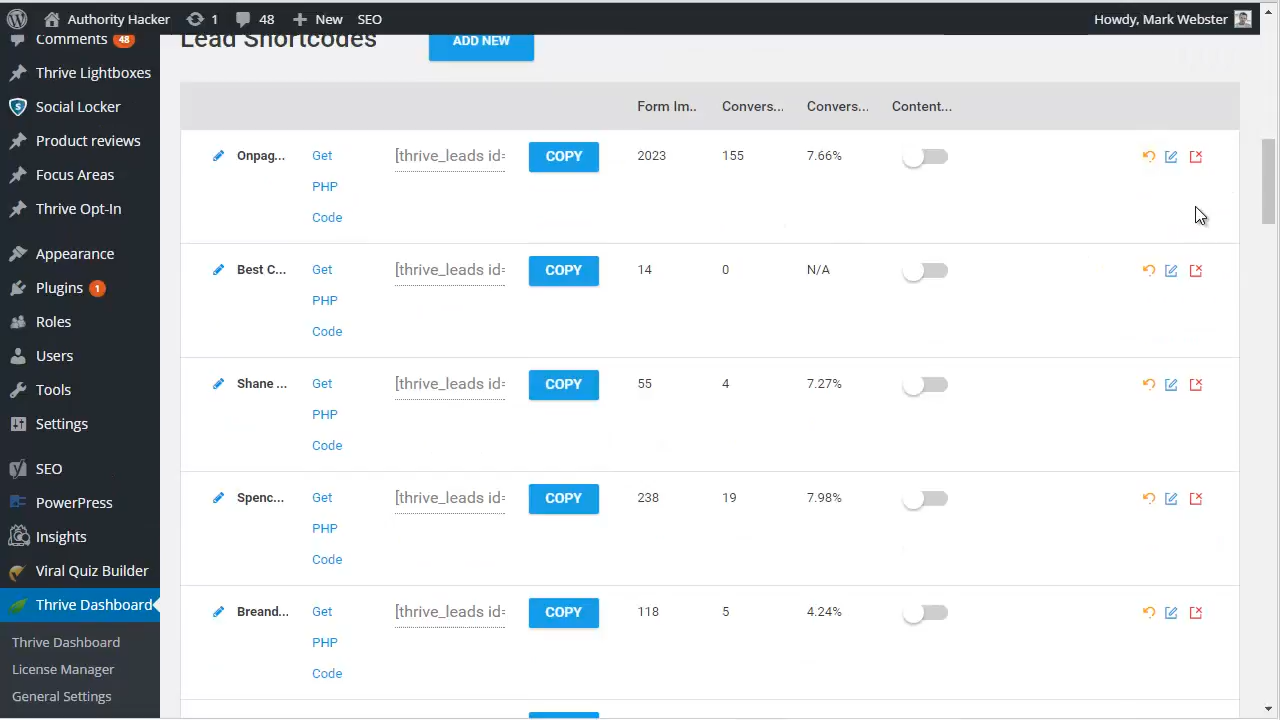 Authority Hacker
1
48
New
SEO
Howdy, Mark Webster
Comments 48
Thrive Lightboxes
Social Locker
Product reviews
Focus Areas
Thrive Opt-In
Appearance
Plugins 1
Roles
Users
Tools
Settings
SEO
PowerPress
Insights
Viral Quiz Builder
Thrive Dashboard
Thrive Dashboard
License Manager
General Settings
Lead Shortcodes
ADD NEW
Form Im.. Convers... Convers... Content...
Onpag... Get [thrive_leads id= COPY 2023 155 7.66%
PHP
Code
Best C... Get [thrive_leads id= COPY 14 0 N/A
PHP
Code
Shane ... Get [thrive_leads id= COPY 55 4 7.27%
PHP
Code
Spenc... Get [thrive_leads id= COPY 238 19 7.98%
PHP
Code
Breand... Get [thrive_leads id= COPY 118 5 4.24%
PHP
Code